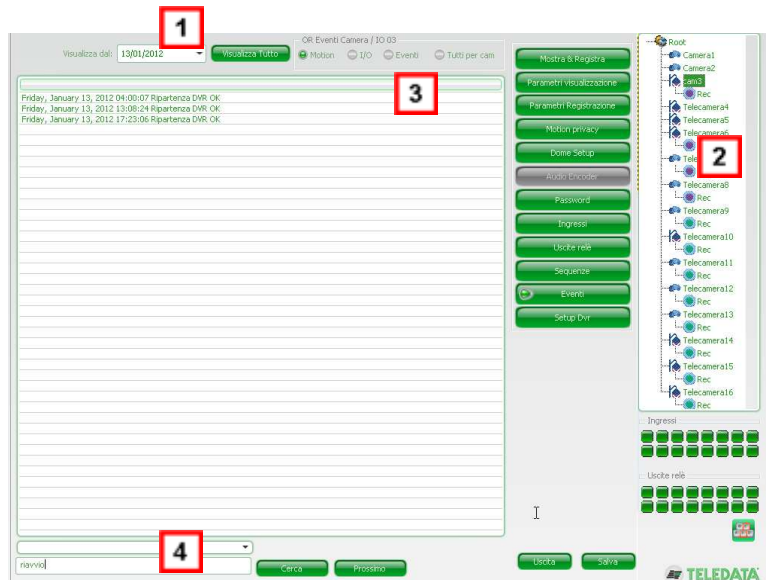 1
Visualizza dal: 13/01/2012 Visualizza Tutto
OR Eventi Camera / IO 03
Motion I/O Eventi Tutti per cam
3
Friday, January 13, 2012 04:00:07 Ripartenza DVR OK
Friday, January 13, 2012 13:08:24 Ripartenza DVR OK
Friday, January 13, 2012 17:23:06 Ripartenza DVR OK
4
riavvio
Cerca Prossimo
Mostra & Registra
Parametri visualizzazione
Parametri Registrazione
Motion privacy
Dome Setup
Audio Encoder
Password
Ingressi
Uscite relè
Sequenze
Eventi
Setup Dvr
Uscita Salva
Root
Camera1
Camera2
cam3
Rec
Telecamera4
Telecamera5
Telecamera6
2
Telecamera8
Rec
Telecamera9
Rec
Telecamera10
Rec
Telecamera11
Rec
Telecamera12
Rec
Telecamera13
Rec
Telecamera14
Rec
Telecamera15
Rec
Telecamera16
Rec
Ingressi
Uscite relè
TELEDATA